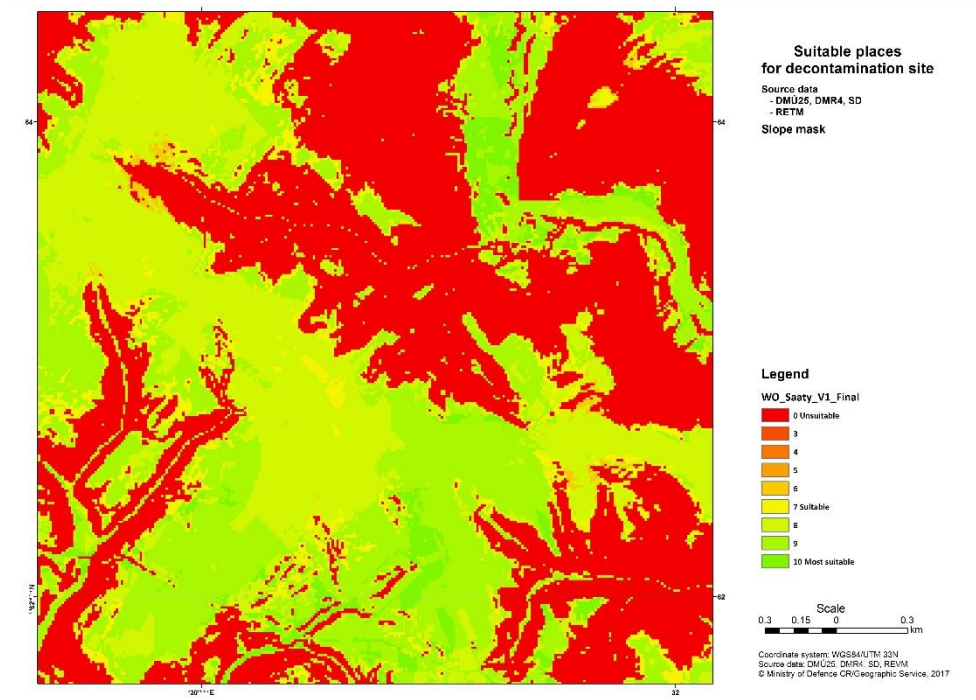 Suitable places
for decontamination site
Source data
- DMÚ25, DMR4, SD
- RETM
Slope mask
64
64
Legend
WO_Saaty_V1_Final
0 Unsuitable
3
4
5
6
7 Suitable
8
9
10 Most suitable
62
Scale
0.3 0.15 0 0.3
km
Coordinate system: WGS84/UTM 33N
Source data: DMÚ25, DMR4, SD, REVM
© Ministry of Defence CR/Geographic Service, 2017
32